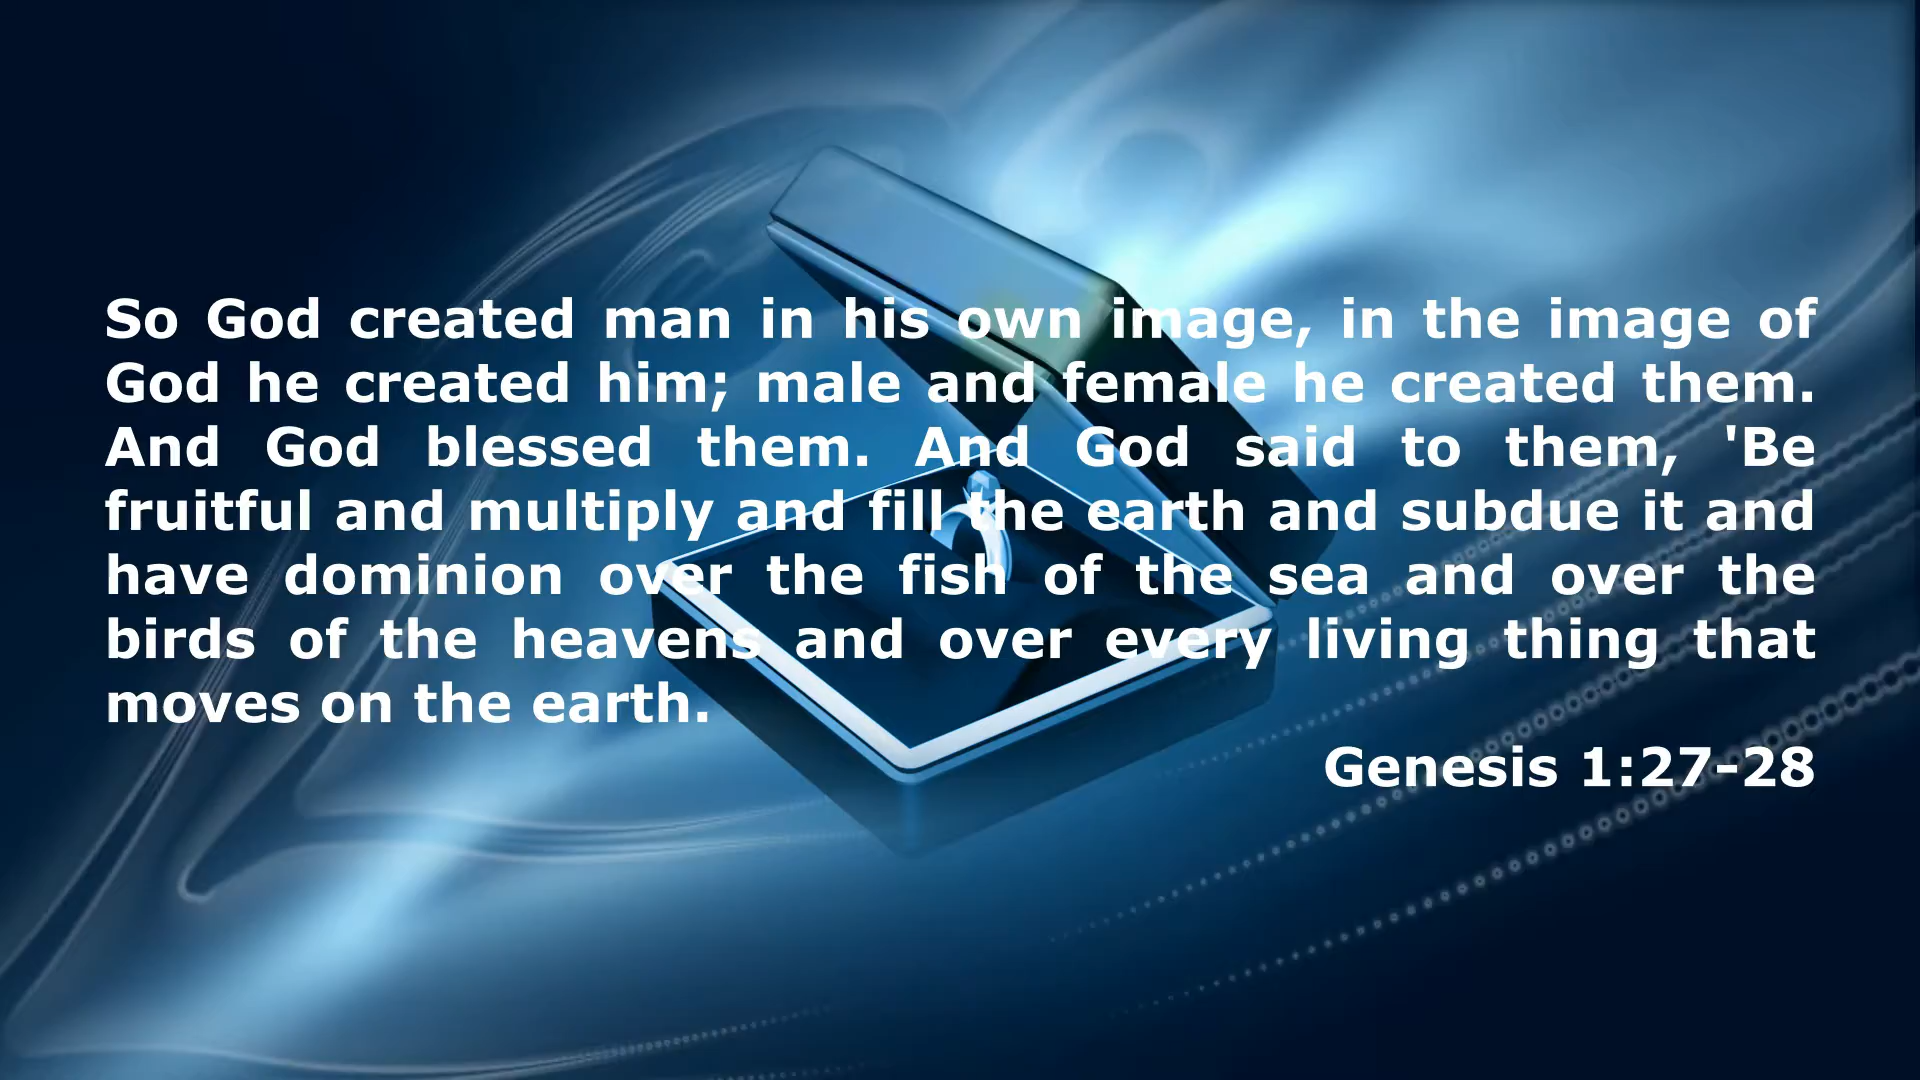 So God created man in his own image, in the image of
God he created him; male and female he created them.
And God blessed them. And God said to them, 'Be
fruitful and multiply and fill the earth and subdue it and
have dominion over the fish of the sea and over the
birds of the heavens and over every living thing that
moves on the earth.
Genesis 1:27-28